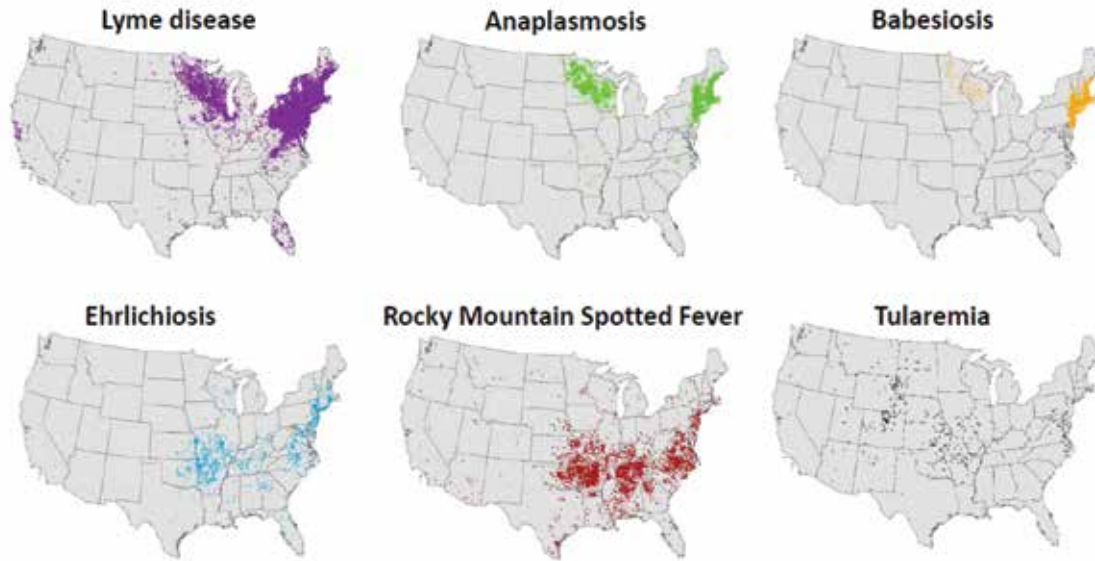 Lyme disease
Anaplasmosis
Babesiosis
Ehrlichiosis
Rocky Mountain Spotted Fever
Tularemia